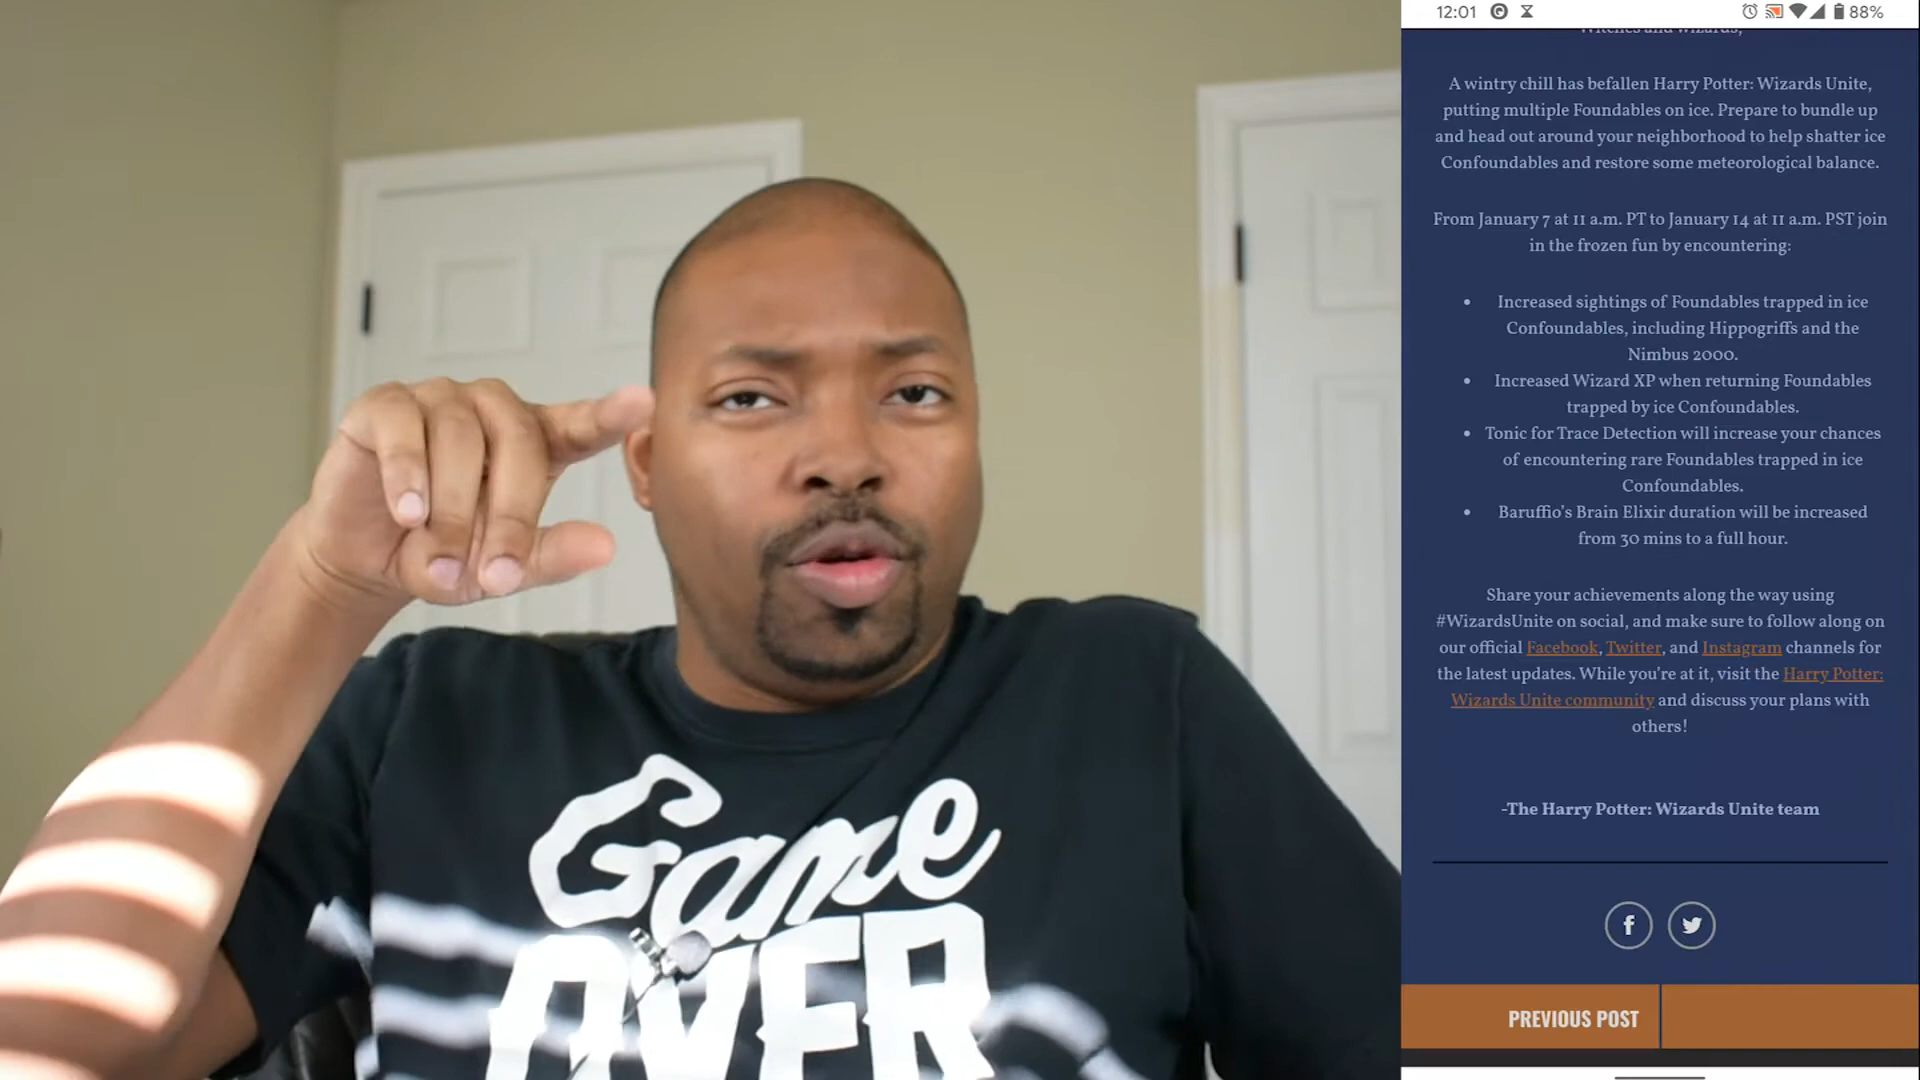 12:01
88%
Witches and Wizards,
A wintry chill has befallen Harry Potter: Wizards Unite,
putting multiple Foundables on ice. Prepare to bundle up
and head out around your neighborhood to help shatter ice
Confoundables and restore some meteorological balance.
From January 7 at 11 a.m. PT to January 14 at 11 a.m. PST join
in the frozen fun by encountering:
• Increased sightings of Foundables trapped in ice
Confoundables, including Hippogriffs and the
Nimbus 2000.
• Increased Wizard XP when returning Foundables
trapped by ice Confoundables.
• Tonic for Trace Detection will increase your chances
of encountering rare Foundables trapped in ice
Confoundables.
• Baruffio's Brain Elixir duration will be increased
from 30 mins to a full hour.
Share your achievements along the way using
#WizardsUnite on social, and make sure to follow along on
our official Facebook, Twitter, and Instagram channels for
the latest updates. While you're at it, visit the Harry Potter:
Wizards Unite community and discuss your plans with
others!
-The Harry Potter: Wizards Unite team
f
PREVIOUS POST
Game
OVER